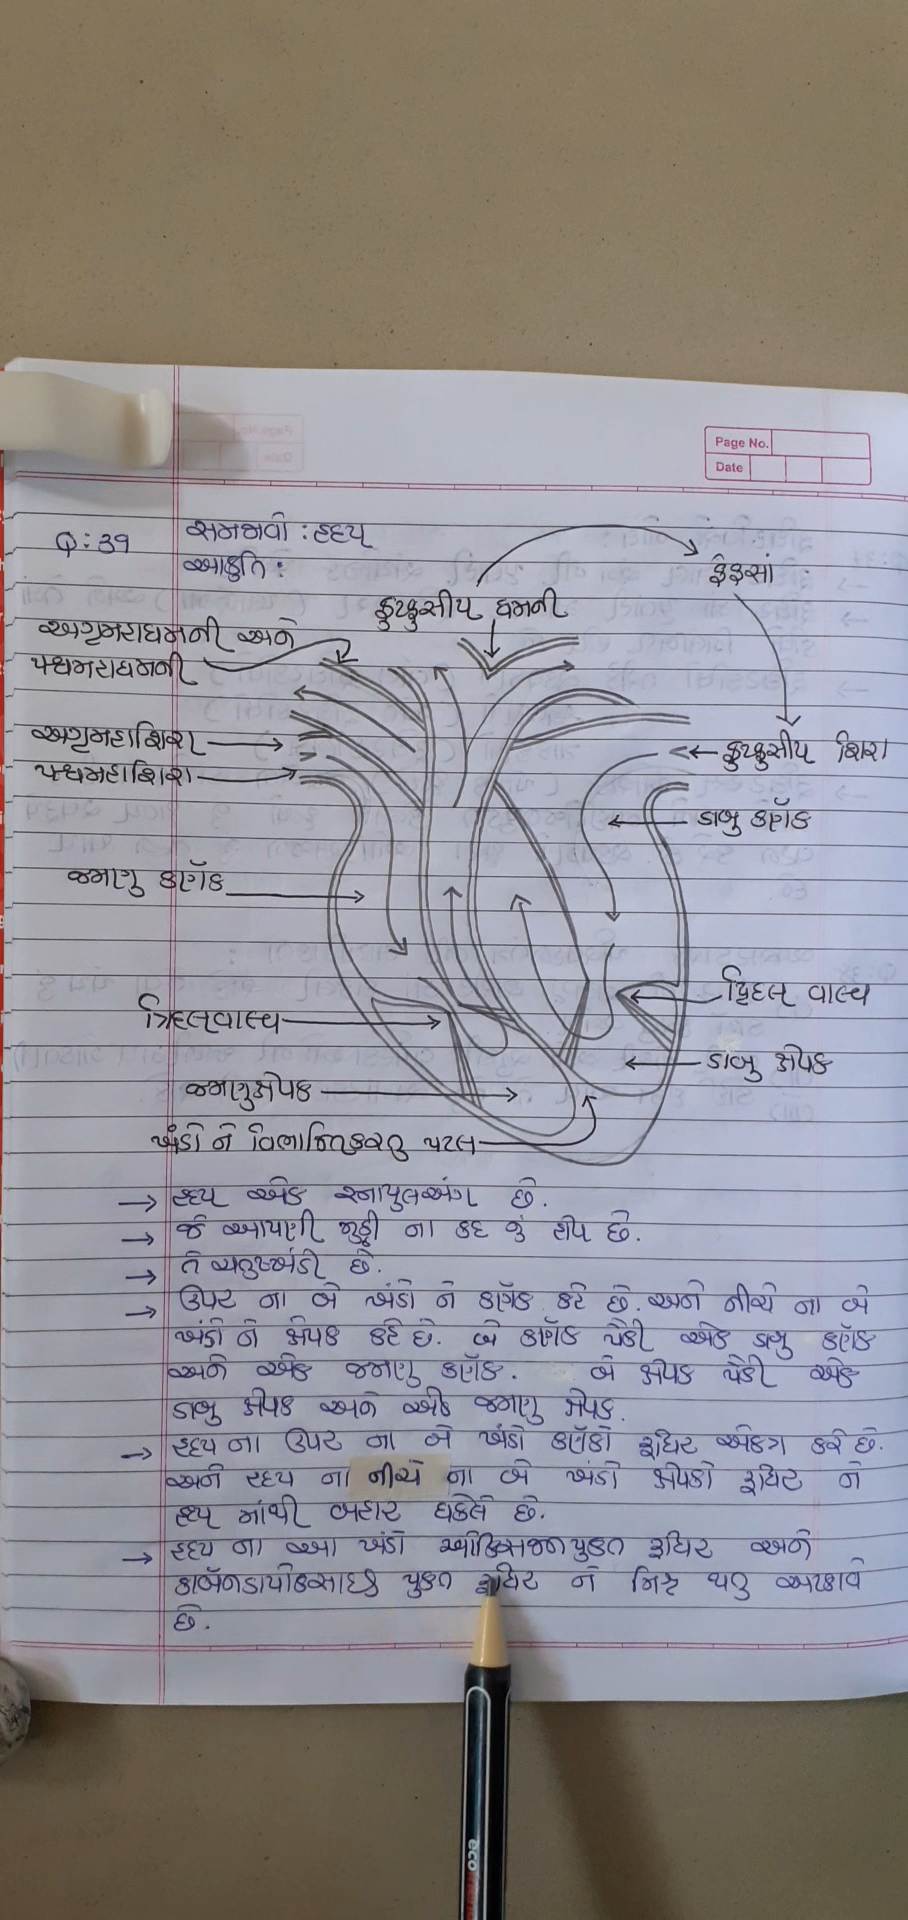 Page No.
Date
Q: 39
સમજાવો : હૃદય
આકૃતિ :
ફેફસાં
ફુપ્ફુસીય ધમની
અગ્રમહાધમની અને
પશ્ચમહાધમની
અગ્રમહાશિરા
ફુપ્ફુસીય શિરા
પશ્ચમહાશિરા
ડાબુ કર્ણક
જમણુ કર્ણક
દ્વિદલ વાલ્વ
ત્રિદલવાલ્વ
ડાબુ ક્ષેપક
જમણુક્ષેપક
ખંડો ને વિભાજિતકરતુ પટલ
→ હૃદય એક સ્નાયુલઅંગ છે.
→ જે આપણી મુઠ્ઠી ના કદ નું હોય છે.
→ તે ચતુષ્ખંડી છે.
→ ઉપર ના બે ખંડો ને કર્ણક કહે છે. અને નીચે ના બે
ખંડો ને ક્ષેપક કહે છે. બે કર્ણક પૈકી એક ડાબુ કર્ણક
અને એક જમણુ કર્ણક. બે ક્ષેપક પૈકી એક
ડાબુ ક્ષેપક અને એક જમણુ ક્ષેપક.
→ હૃદય ના ઉપર ના બે ખંડો કર્ણકો રૂધિર એકત્ર કરે છે.
અને હૃદય ના નીચે ના બે ખંડો ક્ષેપકો રૂધિર ને
હૃદય માંથી બહાર ધકેલે છે.
→ હૃદય ના આ ખંડો ઓક્સિજનયુક્ત રૂધિર અને
કાર્બનડાયોકસાઇડ યુક્ત રૂધિર ને મિશ્ર થતુ અટકાવે
છે.